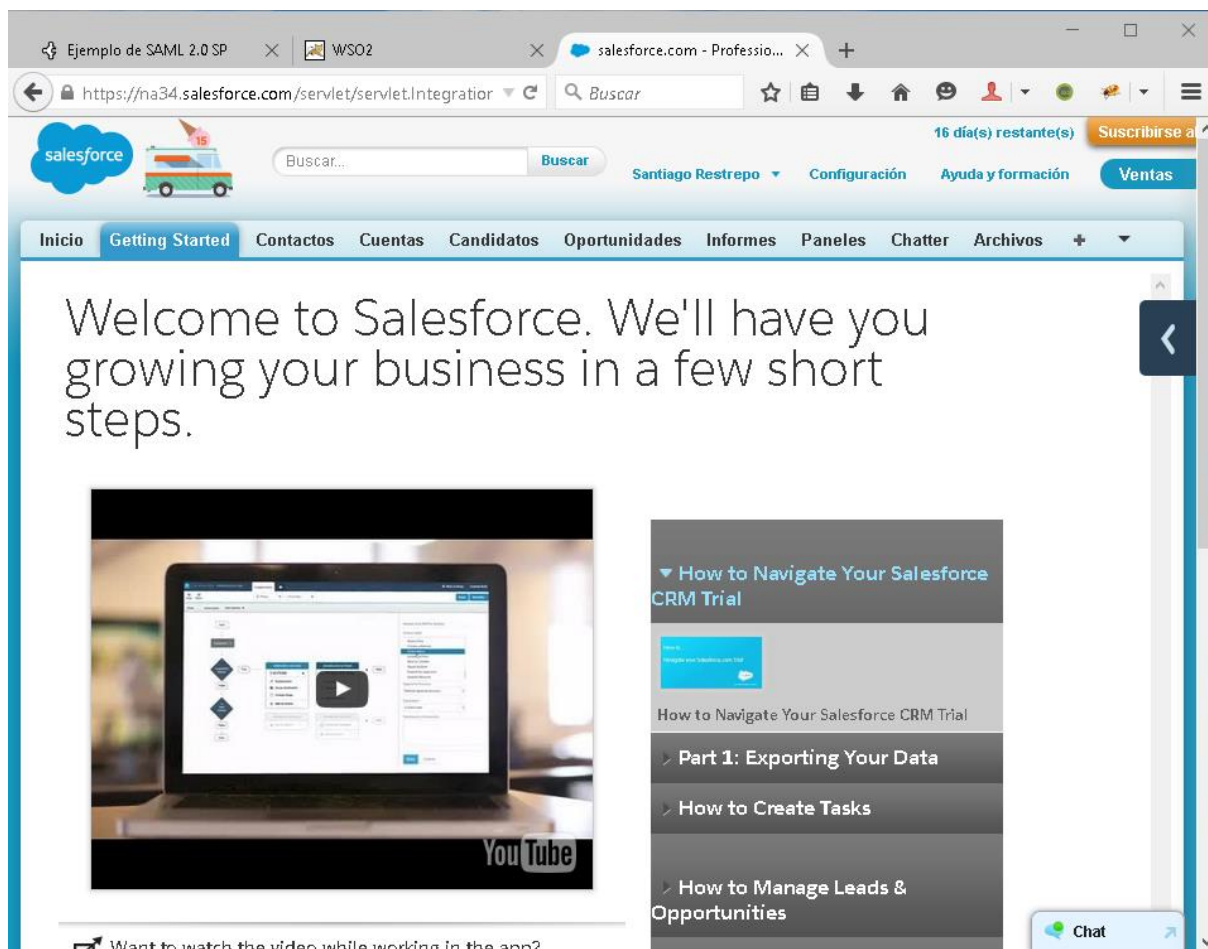 Ejemplo de SAML 2.0 SP
WSO2
salesforce.com - Professio...
https://na34.salesforce.com/servlet/servlet.Integration
Buscar
salesforce
15
Buscar...
Buscar
16 día(s) restante(s)
Suscribirse a
Santiago Restrepo
Configuración
Ayuda y formación
Ventas
Inicio
Getting Started
Contactos
Cuentas
Candidatos
Oportunidades
Informes
Paneles
Chatter
Archivos
Welcome to Salesforce. We'll have you
growing your business in a few short
steps.
YouTube
How to Navigate Your Salesforce
CRM Trial
How to Navigate Your Salesforce CRM Trial
Part 1: Exporting Your Data
How to Create Tasks
How to Manage Leads &
Opportunities
Want to watch the video while working in the app?
Chat